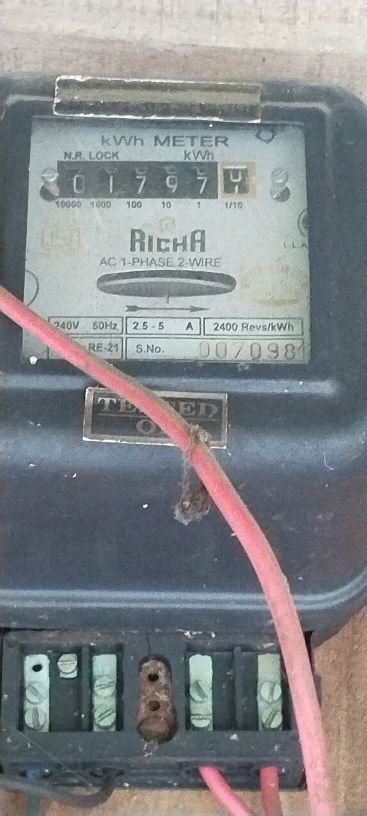 kWh METER
N.R. LOCK kWh
0 1 7 9 7
10000 1000 100 10 1 1/10
RICHA
AC 1-PHASE 2-WIRE
240V 50Hz 2.5 - 5 A 2400 Revs/kWh
RE-21 S.No. 007098
TESTED